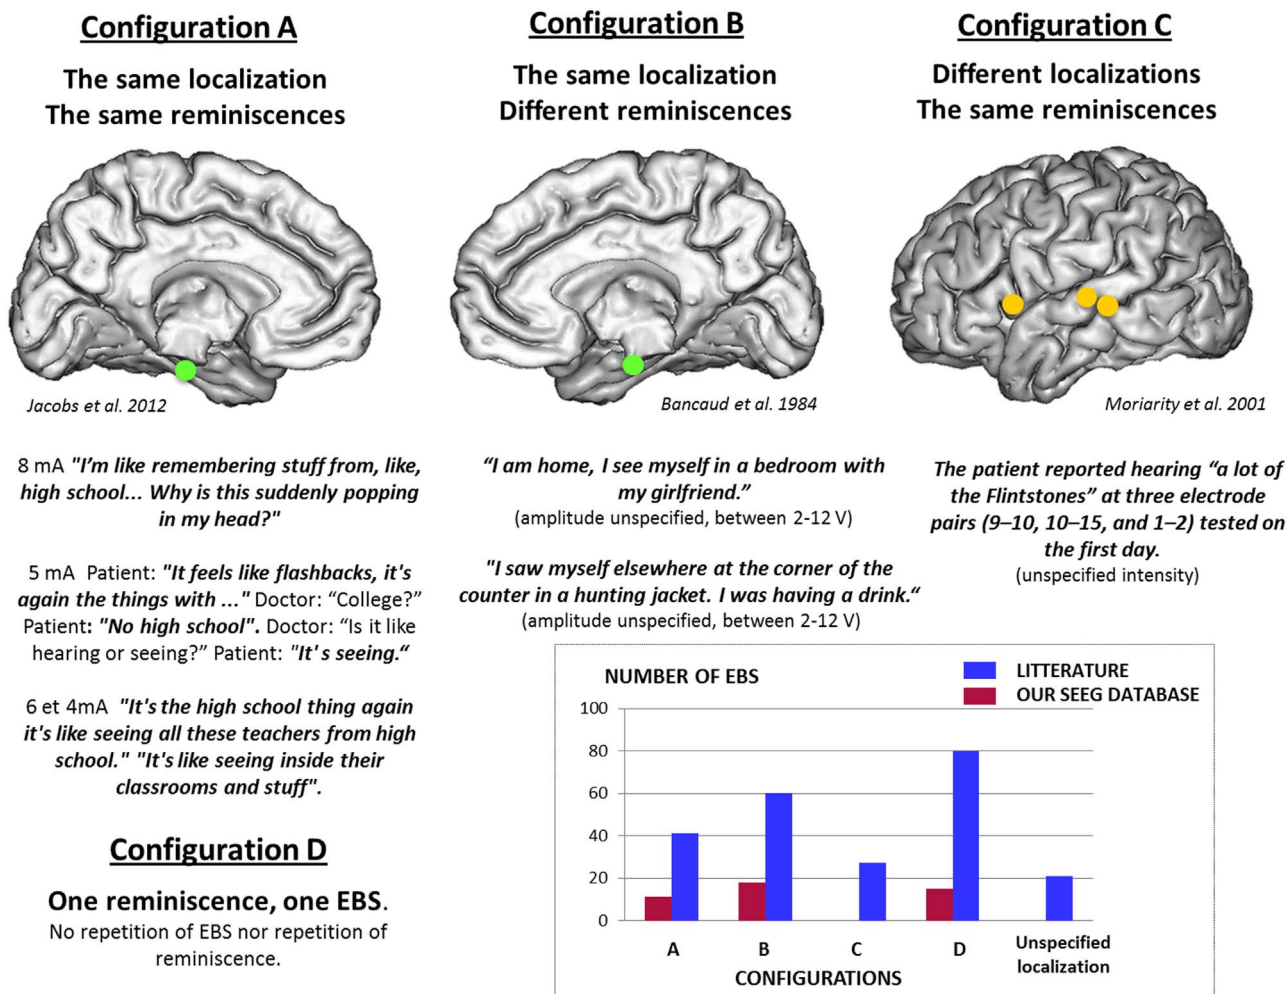 Configuration A
The same localization
The same reminiscences
Jacobs et al. 2012
8 mA "I’m like remembering stuff from, like,
high school... Why is this suddenly popping
in my head?"
5 mA Patient: "It feels like flashbacks, it's
again the things with ..." Doctor: “College?”
Patient: "No high school". Doctor: “Is it like
hearing or seeing?” Patient: "It's seeing.“
6 et 4mA "It's the high school thing again
it's like seeing all these teachers from high
school." "It's like seeing inside their
classrooms and stuff".
Configuration D
One reminiscence, one EBS.
No repetition of EBS nor repetition of
reminiscence.
Configuration B
The same localization
Different reminiscences
Bancaud et al. 1984
“I am home, I see myself in a bedroom with
my girlfriend.”
(amplitude unspecified, between 2-12 V)
"I saw myself elsewhere at the corner of the
counter in a hunting jacket. I was having a drink.“
(amplitude unspecified, between 2-12 V)
Configuration C
Different localizations
The same reminiscences
Moriarity et al. 2001
The patient reported hearing “a lot of
the Flintstones” at three electrode
pairs (9–10, 10–15, and 1–2) tested on
the first day.
(unspecified intensity)
NUMBER OF EBS
LITTERATURE
OUR SEEG DATABASE
100
80
60
40
20
0
A B C D Unspecified
localization
CONFIGURATIONS